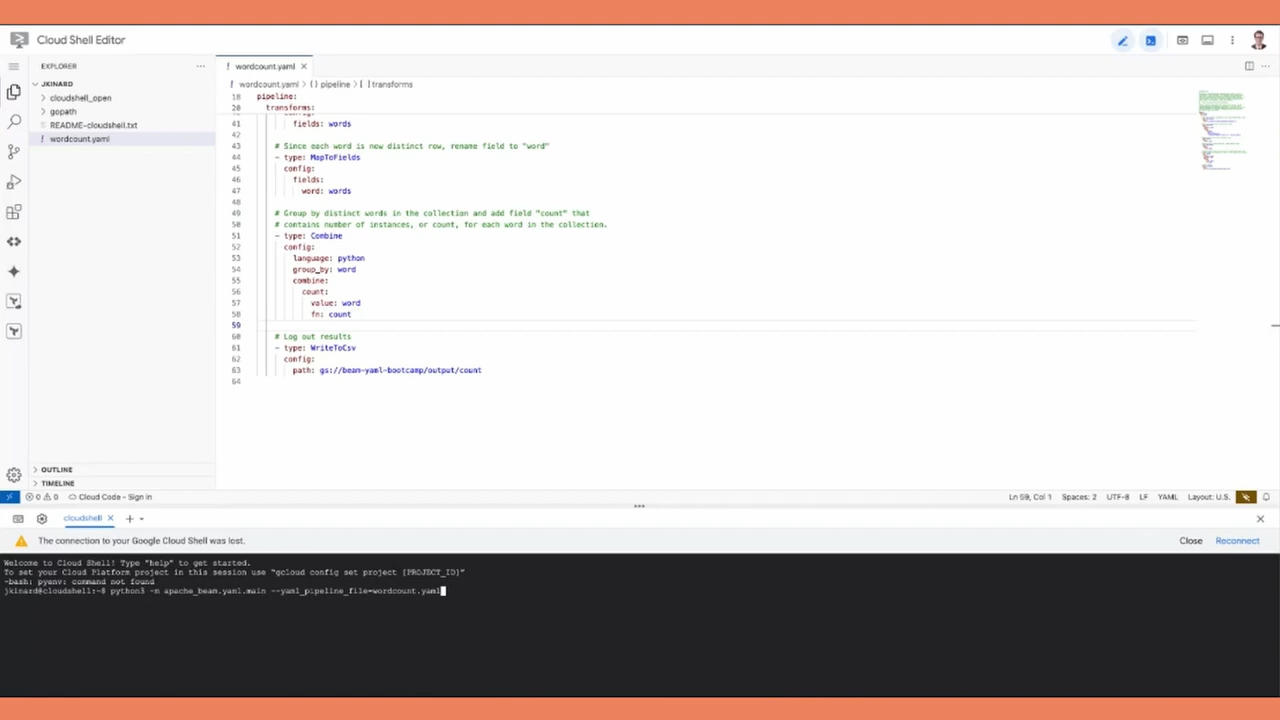 Cloud Shell Editor
EXPLORER
JKINARD
cloudshell_open
gopath
README-cloudshell.txt
wordcount.yaml
OUTLINE
TIMELINE
wordcount.yaml
wordcount.yaml > {} pipeline > [ ] transforms
18 pipeline:
20 transforms:
41 fields: words
42
43 # Since each word is new distinct row, rename field to "word"
44 - type: MapToFields
45 config:
46 fields:
47 word: words
48
49 # Group by distinct words in the collection and add field "count" that
50 # contains number of instances, or count, for each word in the collection.
51 - type: Combine
52 config:
53 language: python
54 group_by: word
55 combine:
56 count:
57 value: word
58 fn: count
59
60 # Log out results
61 - type: WriteToCsv
62 config:
63 path: gs://beam-yaml-bootcamp/output/count
64
0 0 Cloud Code - Sign in Ln 59, Col 1 Spaces: 2 UTF-8 LF YAML Layout: U.S.
cloudshell
The connection to your Google Cloud Shell was lost. Close Reconnect
Welcome to Cloud Shell! Type "help" to get started.
To set your Cloud Platform project in this session use "gcloud config set project [PROJECT_ID]"
-bash: pyenv: command not found
jkinard@cloudshell:~$ python3 -m apache_beam.yaml.main --yaml_pipeline_file=wordcount.yaml